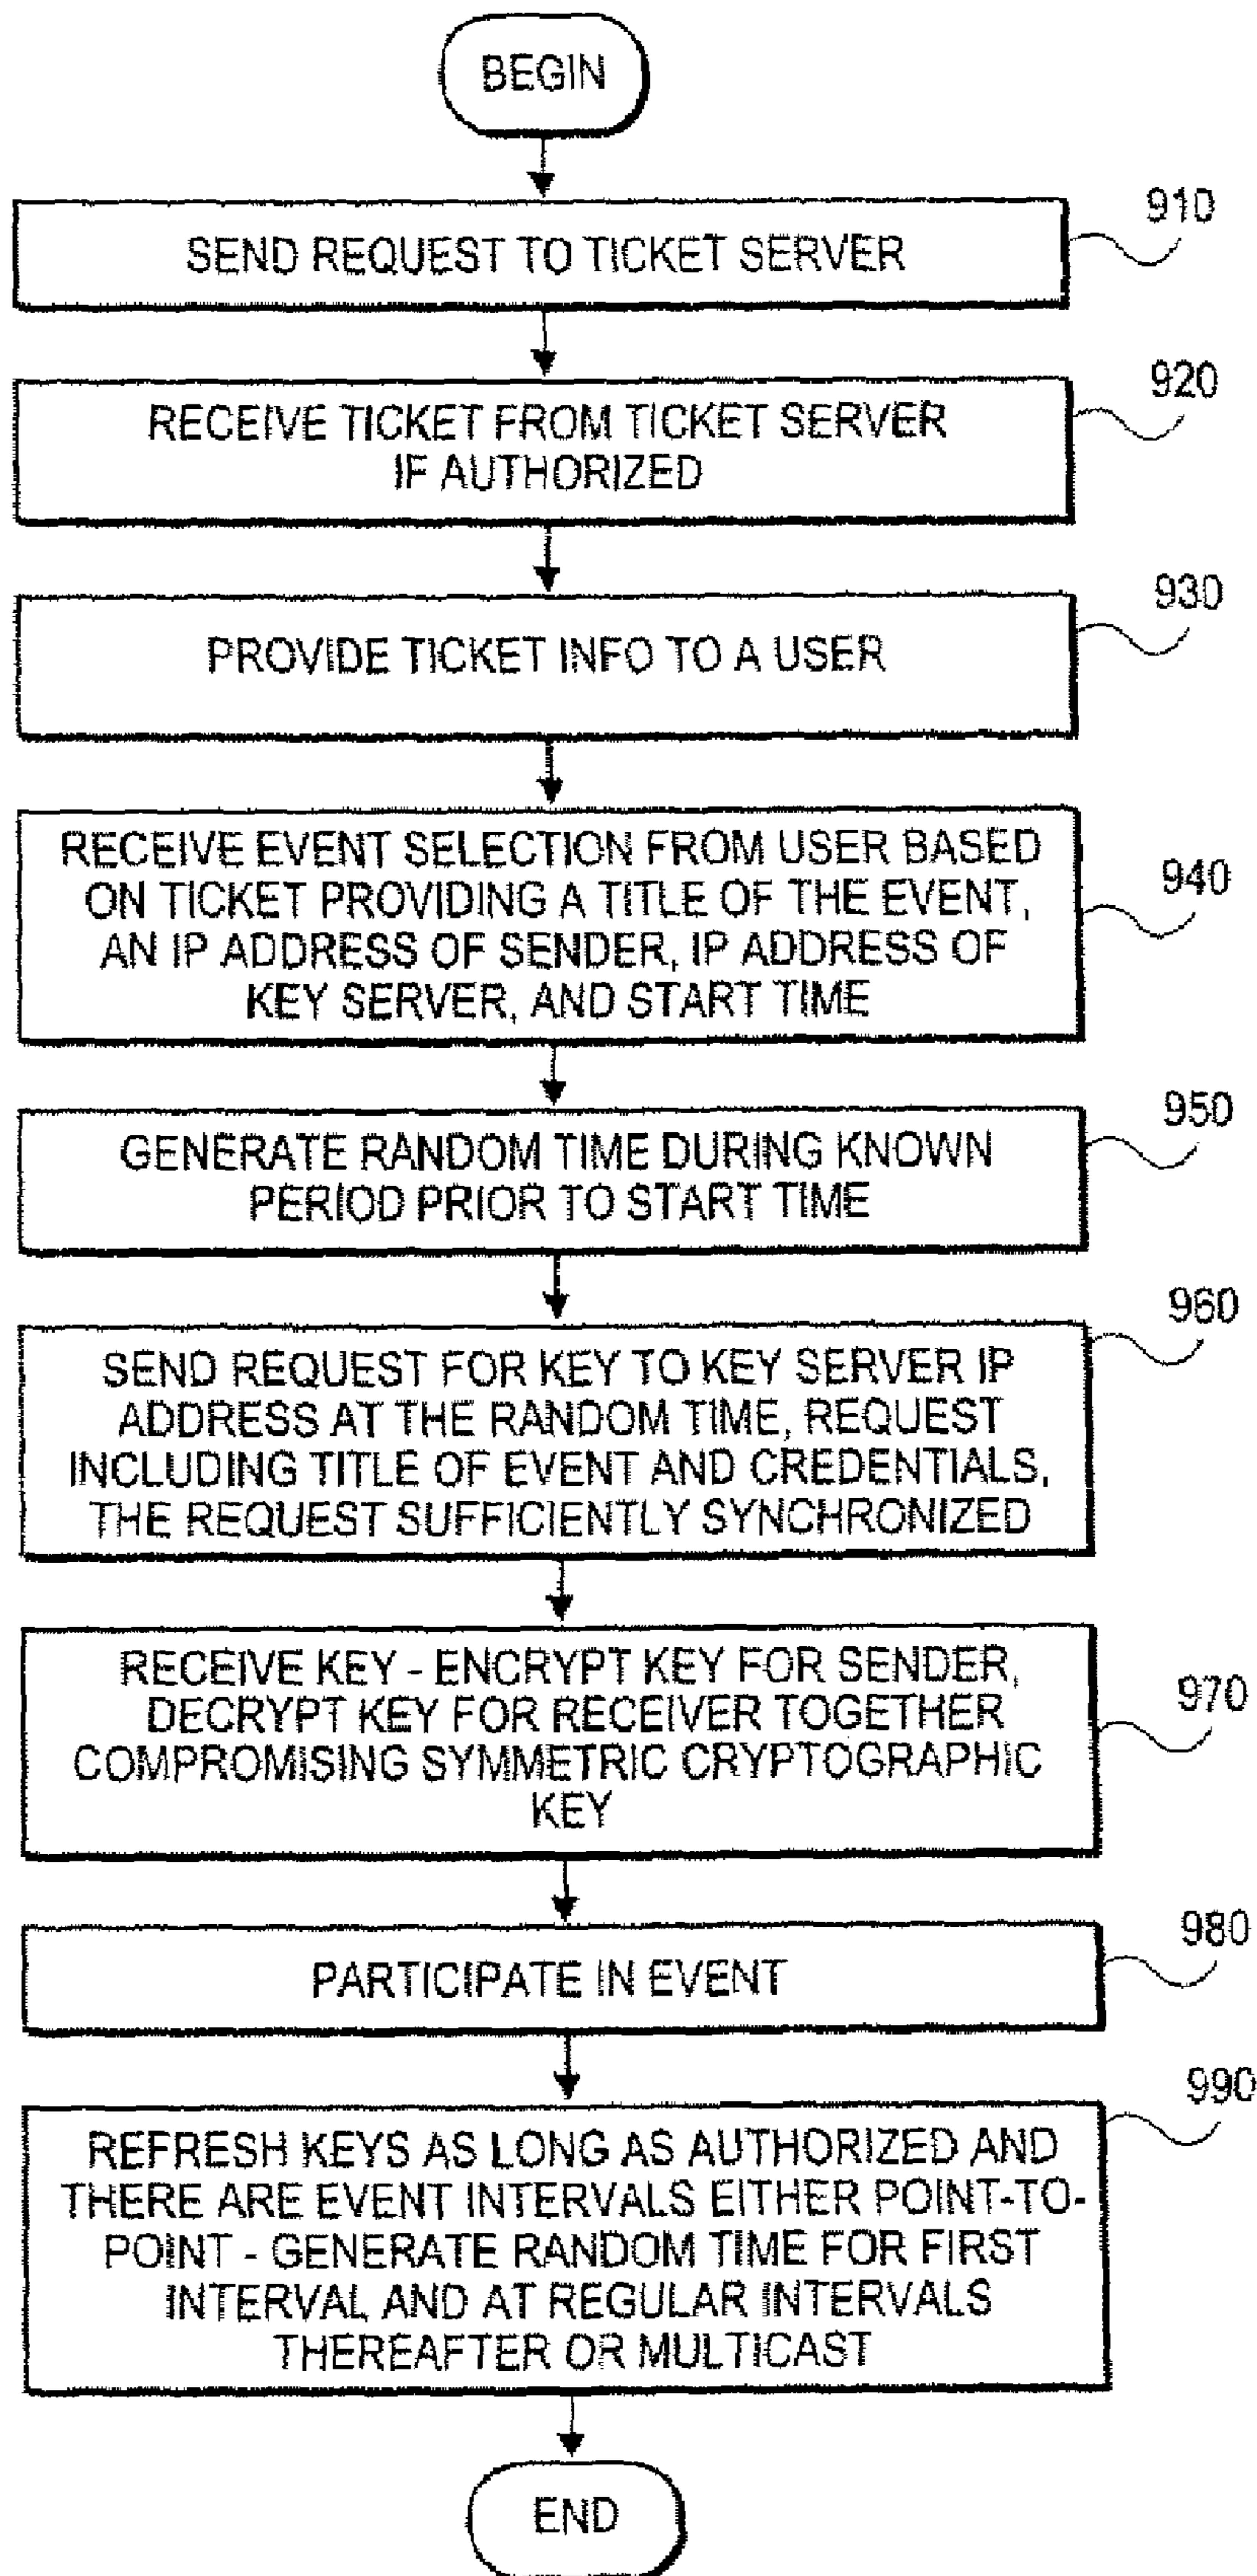 BEGIN
SEND REQUEST TO TICKET SERVER
910
RECEIVE TICKET FROM TICKET SERVER
IF AUTHORIZED
920
PROVIDE TICKET INFO TO A USER
930
RECEIVE EVENT SELECTION FROM USER BASED
ON TICKET PROVIDING A TITLE OF THE EVENT,
AN IP ADDRESS OF SENDER, IP ADDRESS OF
KEY SERVER, AND START TIME
940
GENERATE RANDOM TIME DURING KNOWN
PERIOD PRIOR TO START TIME
950
SEND REQUEST FOR KEY TO KEY SERVER IP
ADDRESS AT THE RANDOM TIME, REQUEST
INCLUDING TITLE OF EVENT AND CREDENTIALS,
THE REQUEST SUFFICIENTLY SYNCHRONIZED
960
RECEIVE KEY - ENCRYPT KEY FOR SENDER,
DECRYPT KEY FOR RECEIVER TOGETHER
COMPROMISING SYMMETRIC CRYPTOGRAPHIC
KEY
970
PARTICIPATE IN EVENT
980
REFRESH KEYS AS LONG AS AUTHORIZED AND
THERE ARE EVENT INTERVALS EITHER POINT-TO-
POINT - GENERATE RANDOM TIME FOR FIRST
INTERVAL AND AT REGULAR INTERVALS
THEREAFTER OR MULTICAST
990
END